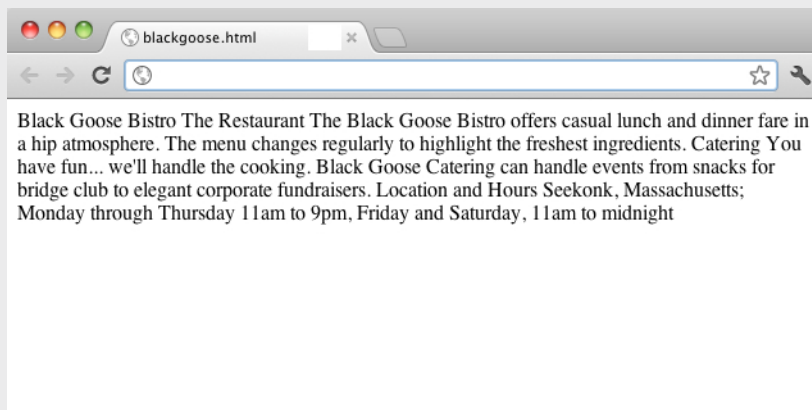 blackgoose.html
Black Goose Bistro The Restaurant The Black Goose Bistro offers casual lunch and dinner fare in
a hip atmosphere. The menu changes regularly to highlight the freshest ingredients. Catering You
have fun... we'll handle the cooking. Black Goose Catering can handle events from snacks for
bridge club to elegant corporate fundraisers. Location and Hours Seekonk, Massachusetts;
Monday through Thursday 11am to 9pm, Friday and Saturday, 11am to midnight